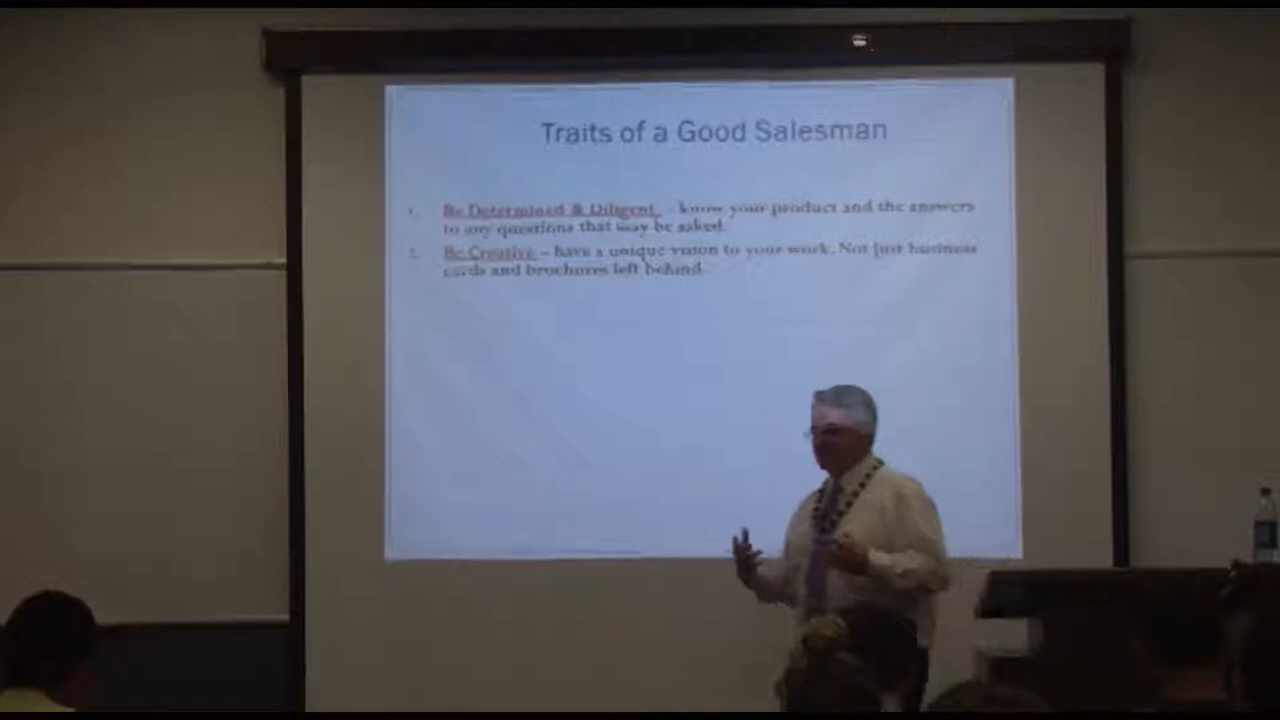 Traits of a Good Salesman
1. Be Determined & Diligent - know your product and the answers
to any questions that may be asked.
2. Be Creative – have a unique vision to your work. Not just business
cards and brochures left behind.